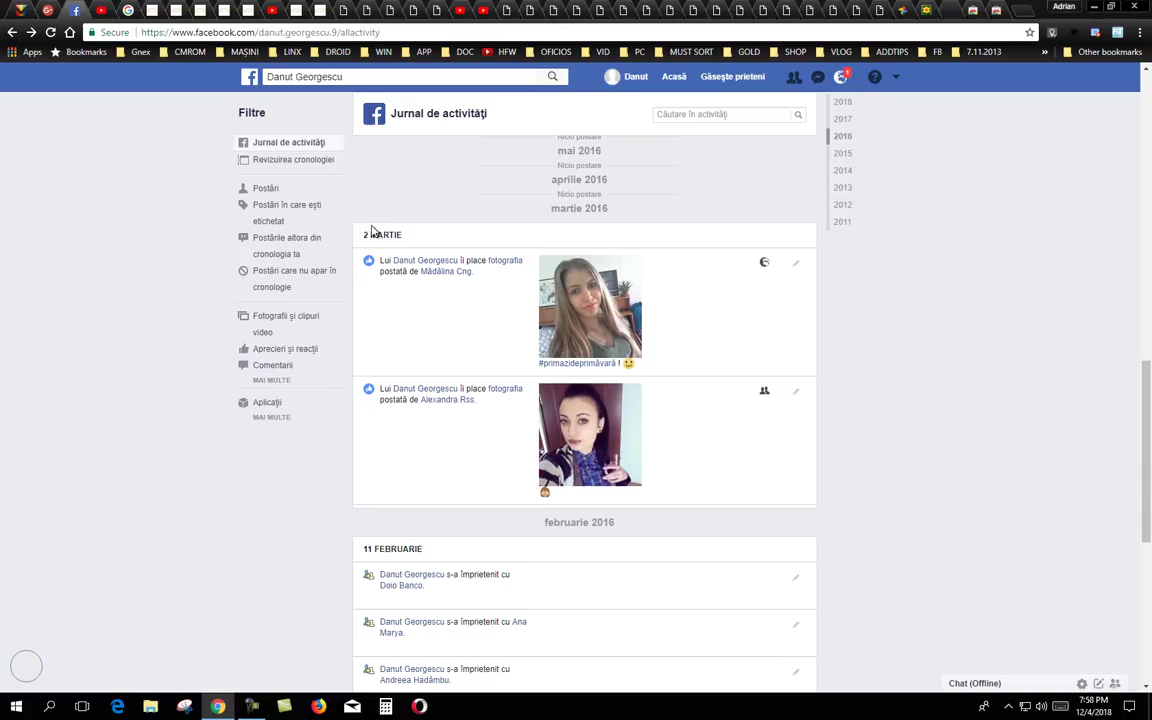 Adrian
Secure
https://www.facebook.com/danut.georgescu.9/allactivity
Apps Bookmarks Gnex CMROM MAȘINI LINX DROID WIN APP DOC HFW OFICIOS VID PC MUST SORT GOLD SHOP VLOG ADDTIPS FB 7.11.2013 » Other bookmarks
Danut Georgescu
Danut Acasă Găsește prieteni 1
Filtre
Jurnal de activităţi
Revizuirea cronologiei
Postări
Postări în care ești
etichetat
Postările altora din
cronologia ta
Postări care nu apar în
cronologie
Fotografii și clipuri
video
Aprecieri și reacții
Comentarii
MAI MULTE
Aplicații
MAI MULTE
Jurnal de activităţi
Căutare în activităţi
Nicio postare
mai 2016
Nicio postare
aprilie 2016
Nicio postare
martie 2016
Lui Danut Georgescu îi place fotografia
postată de Mădălina Cng.
#primazideprimăvară !
Lui Danut Georgescu îi place fotografia
postată de Alexandra Rss.
februarie 2016
11 FEBRUARIE
Danut Georgescu s-a împrietenit cu
Doio Banco.
Danut Georgescu s-a împrietenit cu Ana
Marya.
Danut Georgescu s-a împrietenit cu
Andreea Hadâmbu.
2018
2017
2016
2015
2014
2013
2012
2011
Chat (Offline)
7:58 PM
12/4/2018